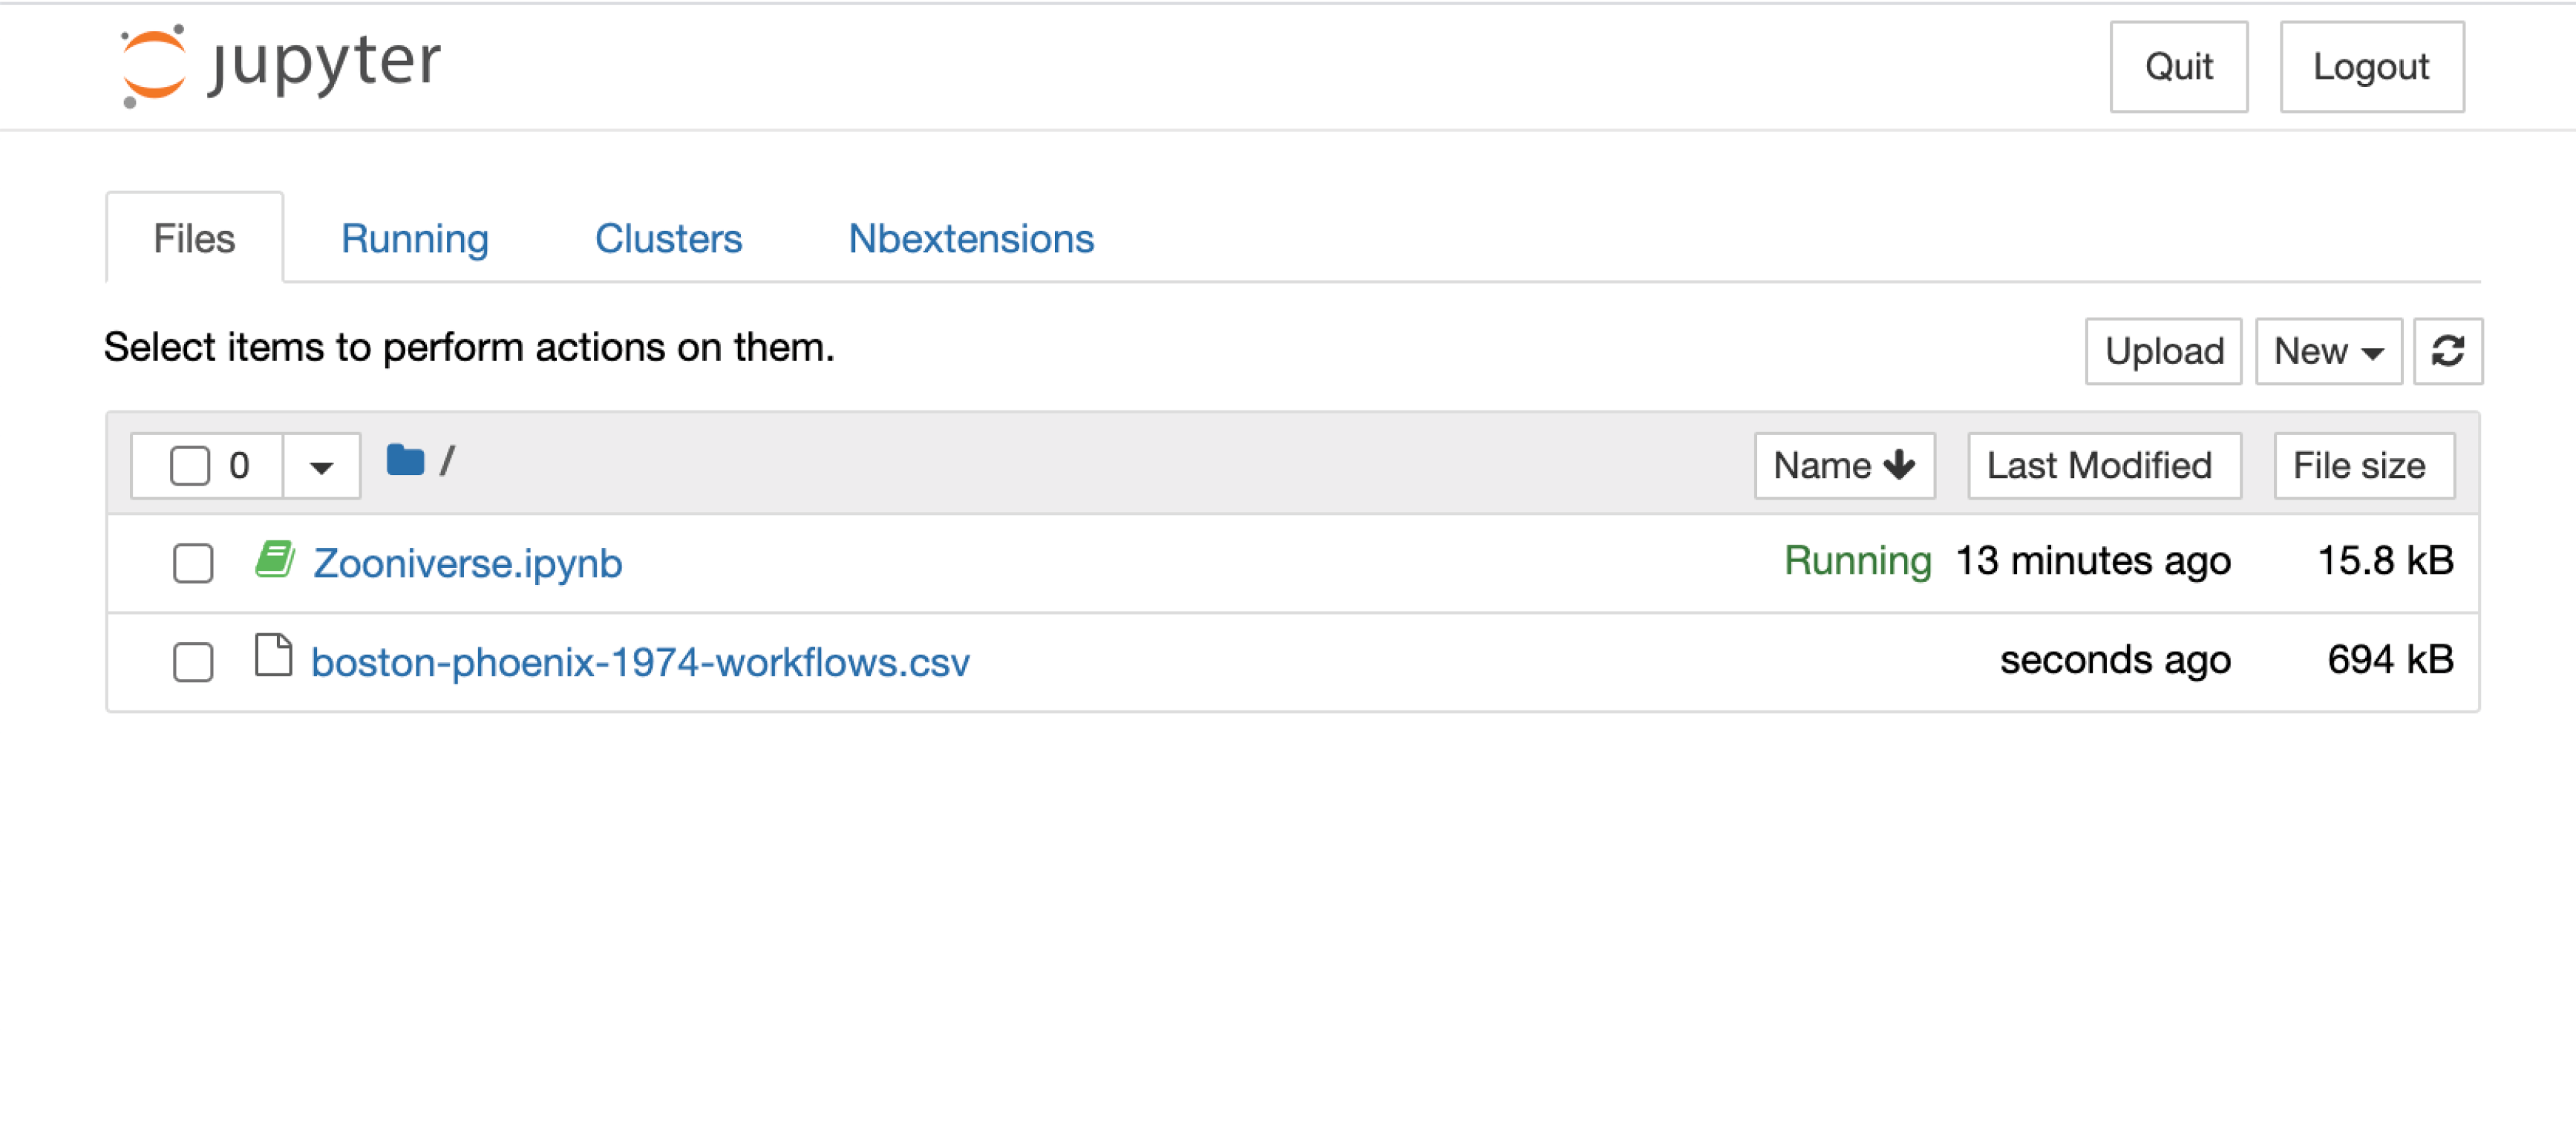 jupyter
Quit
Logout
Files
Running
Clusters
Nbextensions
Select items to perform actions on them.
Upload
New
0
/
Name
Last Modified
File size
Zooniverse.ipynb
Running
13 minutes ago
15.8 kB
boston-phoenix-1974-workflows.csv
seconds ago
694 kB